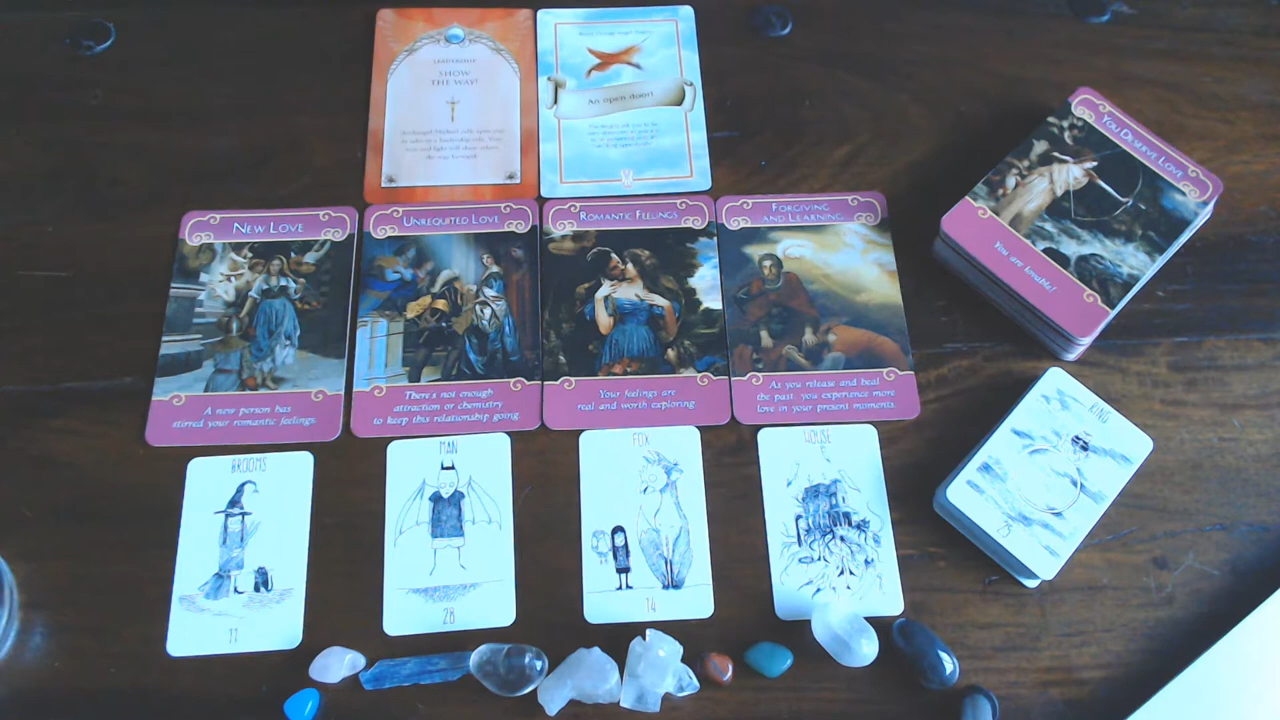 LEADERSHIP
SHOW
THE WAY!
An open door!
NEW LOVE
A new person has
stirred your romantic feelings.
UNREQUITED LOVE
There's not enough
attraction or chemistry
to keep this relationship going.
ROMANTIC FEELINGS
Your feelings are
real and worth exploring.
FORGIVING
AND LEARNING
As you release and heal
the past, you experience more
love in your present moments.
YOU DESERVE LOVE
You are lovable!
BROOMS
11
MAN
28
FOX
14
HOUSE
RING
25